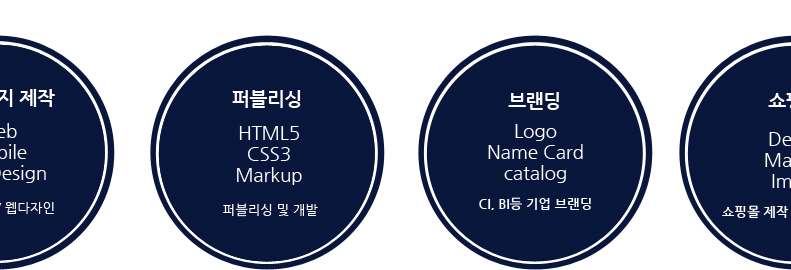 지 제작
eb
bile
esign
웹디자인
퍼블리싱
HTML5
CSS3
Markup
퍼블리싱 및 개발
브랜딩
Logo
Name Card
catalog
CI, BI등 기업 브랜딩
쇼핑
De
Ma
Im
쇼핑몰 제작